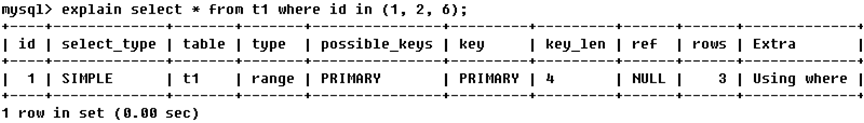 mysql> explain select * from t1 where id in (1, 2, 6);
+----+-------------+-------+-------+---------------+---------+---------+------+------+-------------+
| id | select_type | table | type  | possible_keys | key     | key_len | ref  | rows | Extra       |
+----+-------------+-------+-------+---------------+---------+---------+------+------+-------------+
|  1 | SIMPLE      | t1    | range | PRIMARY       | PRIMARY | 4       | NULL |    3 | Using where |
+----+-------------+-------+-------+---------------+---------+---------+------+------+-------------+
1 row in set (0.00 sec)